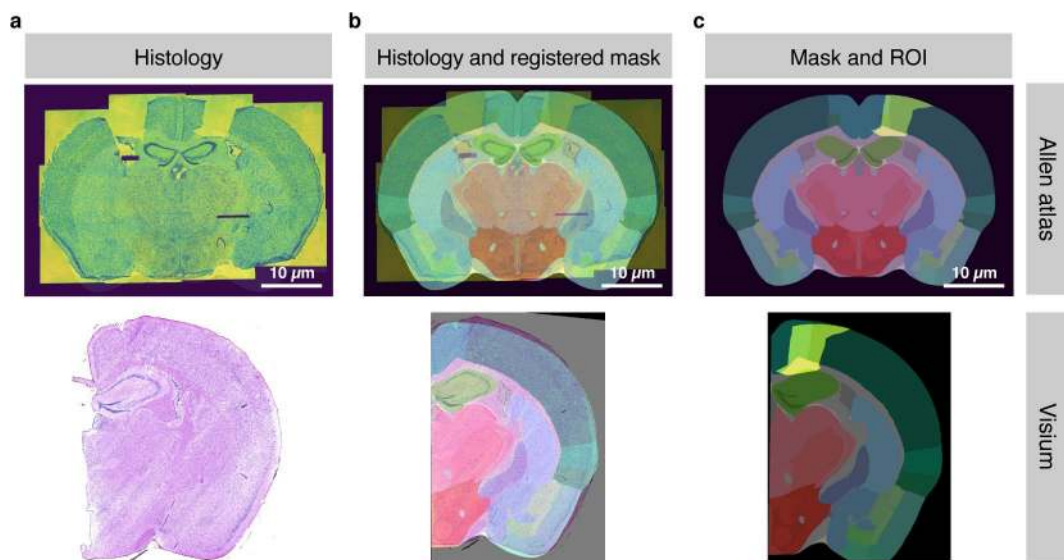 a
b
c
Histology
Histology and registered mask
Mask and ROI
10 µm
10 µm
10 µm
Allen atlas
Visium